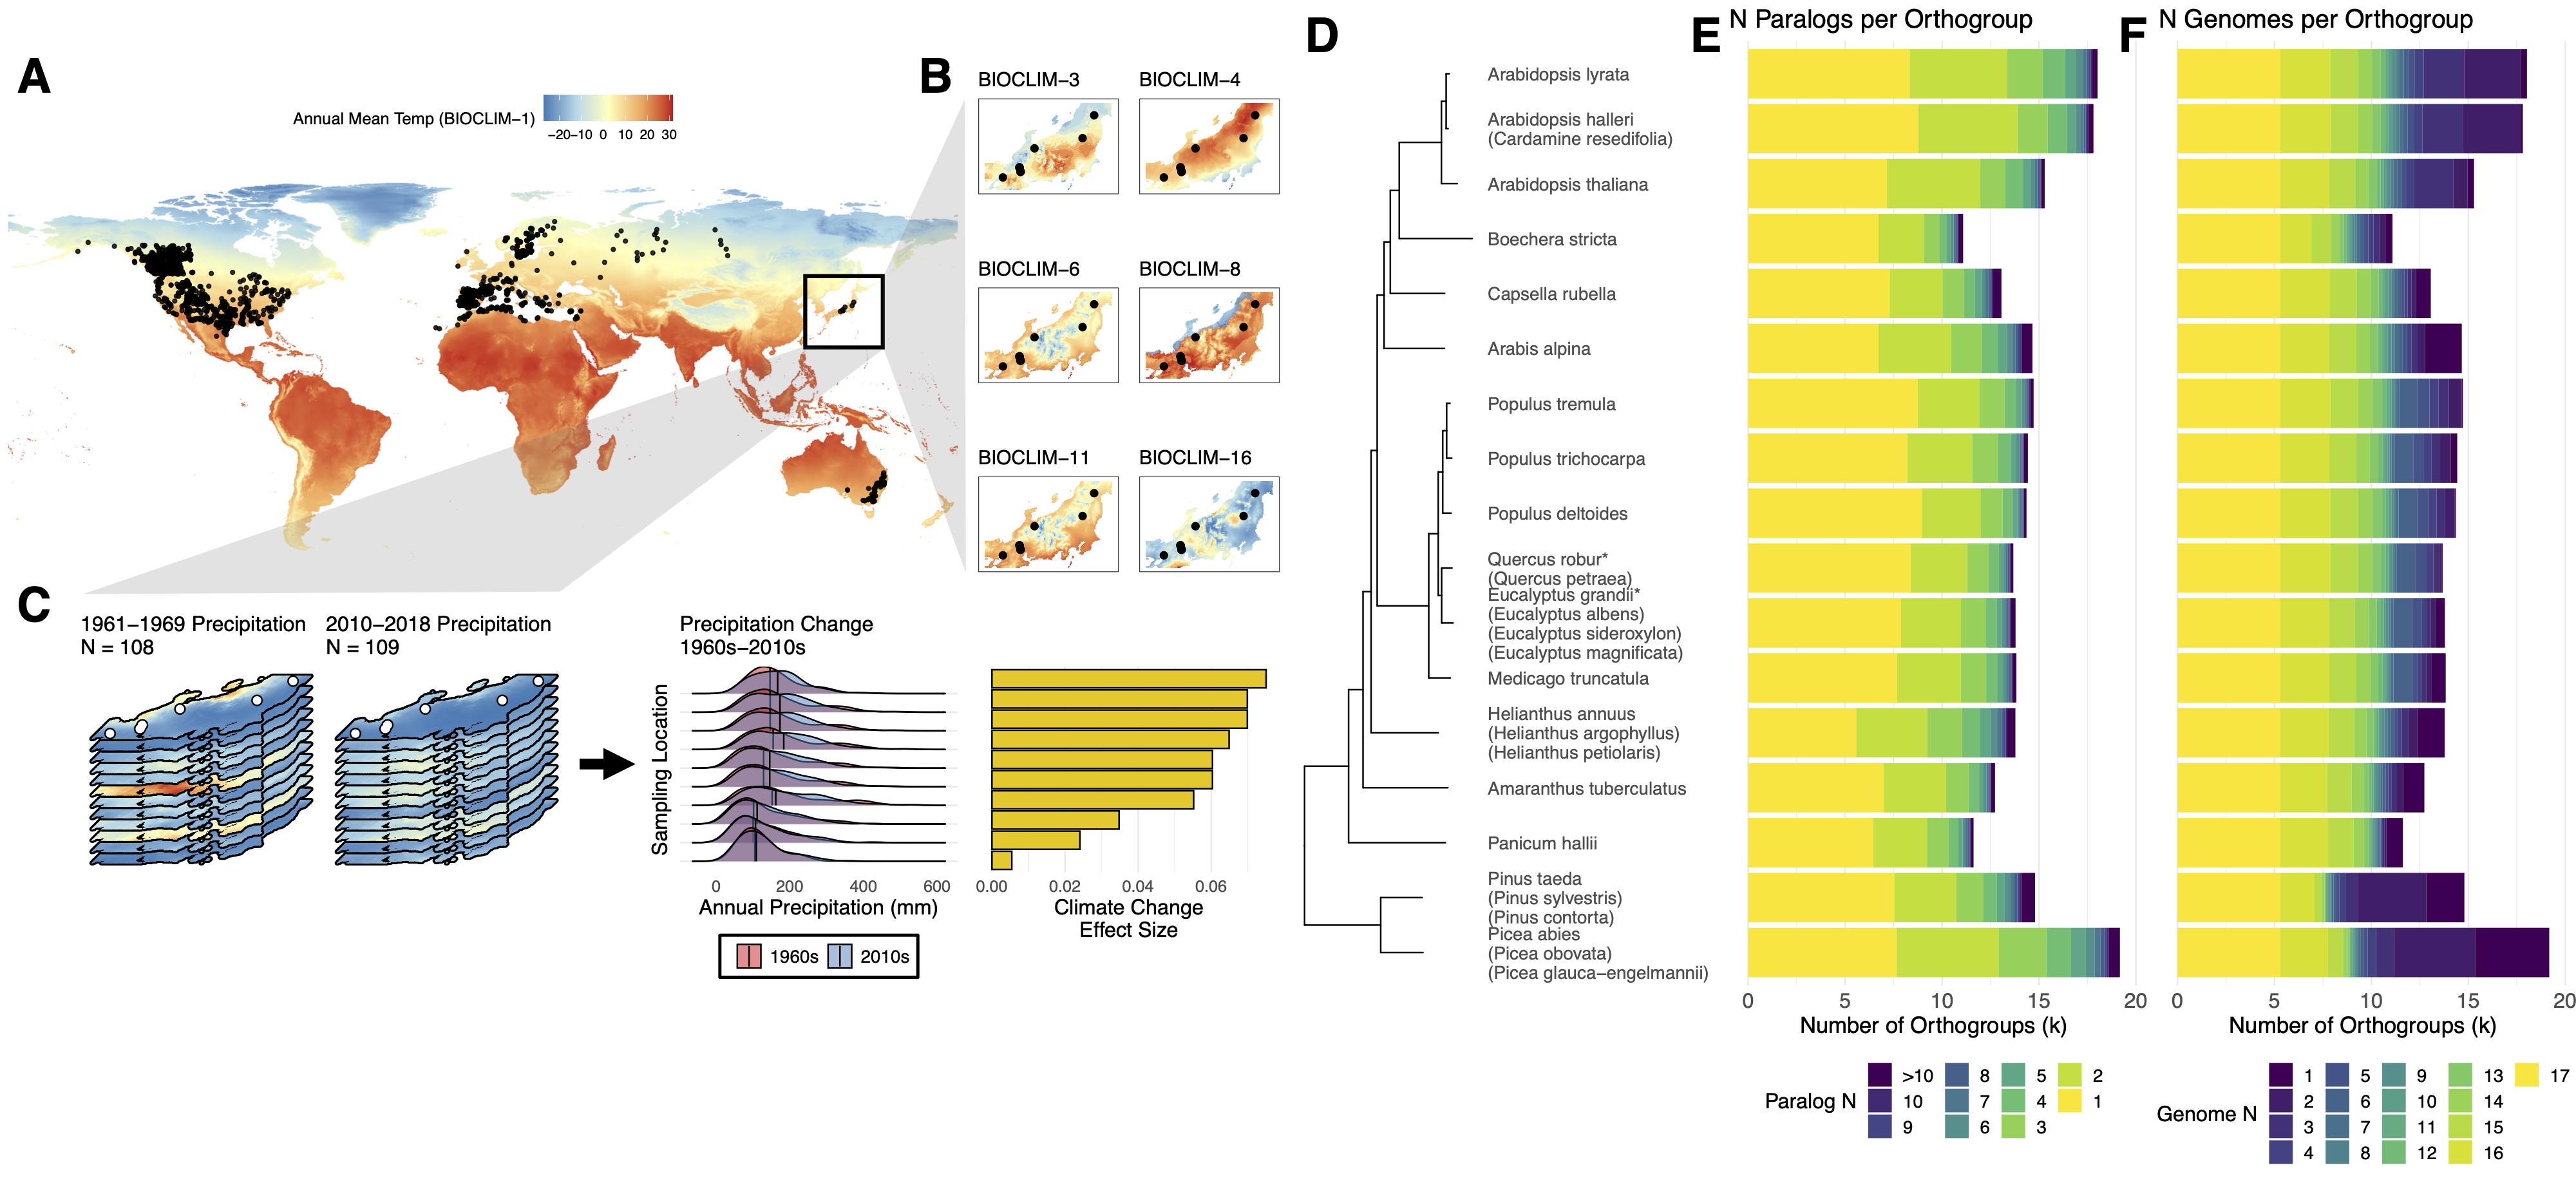 A
Annual Mean Temp (BIOCLIM−1)
−20 −10 0 10 20 30
B
BIOCLIM−3
BIOCLIM−4
BIOCLIM−6
BIOCLIM−8
BIOCLIM−11
BIOCLIM−16
C
1961−1969 Precipitation
N = 108
2010−2018 Precipitation
N = 109
Precipitation Change
1960s−2010s
Sampling Location
0 200 400 600
Annual Precipitation (mm)
1960s 2010s
0.00 0.02 0.04 0.06
Climate Change
Effect Size
D
Arabidopsis lyrata
Arabidopsis halleri
(Cardamine resedifolia)
Arabidopsis thaliana
Boechera stricta
Capsella rubella
Arabis alpina
Populus tremula
Populus trichocarpa
Populus deltoides
Quercus robur*
(Quercus petraea)
Eucalyptus grandii*
(Eucalyptus albens)
(Eucalyptus sideroxylon)
(Eucalyptus magnificata)
Medicago truncatula
Helianthus annuus
(Helianthus argophyllus)
(Helianthus petiolaris)
Amaranthus tuberculatus
Panicum hallii
Pinus taeda
(Pinus sylvestris)
(Pinus contorta)
Picea abies
(Picea obovata)
(Picea glauca−engelmannii)
E
N Paralogs per Orthogroup
0 5 10 15 20
Number of Orthogroups (k)
Paralog N
>10 8 5 2
10 7 4 1
9 6 3
F
N Genomes per Orthogroup
0 5 10 15 20
Number of Orthogroups (k)
Genome N
1 5 9 13 17
2 6 10 14
3 7 11 15
4 8 12 16